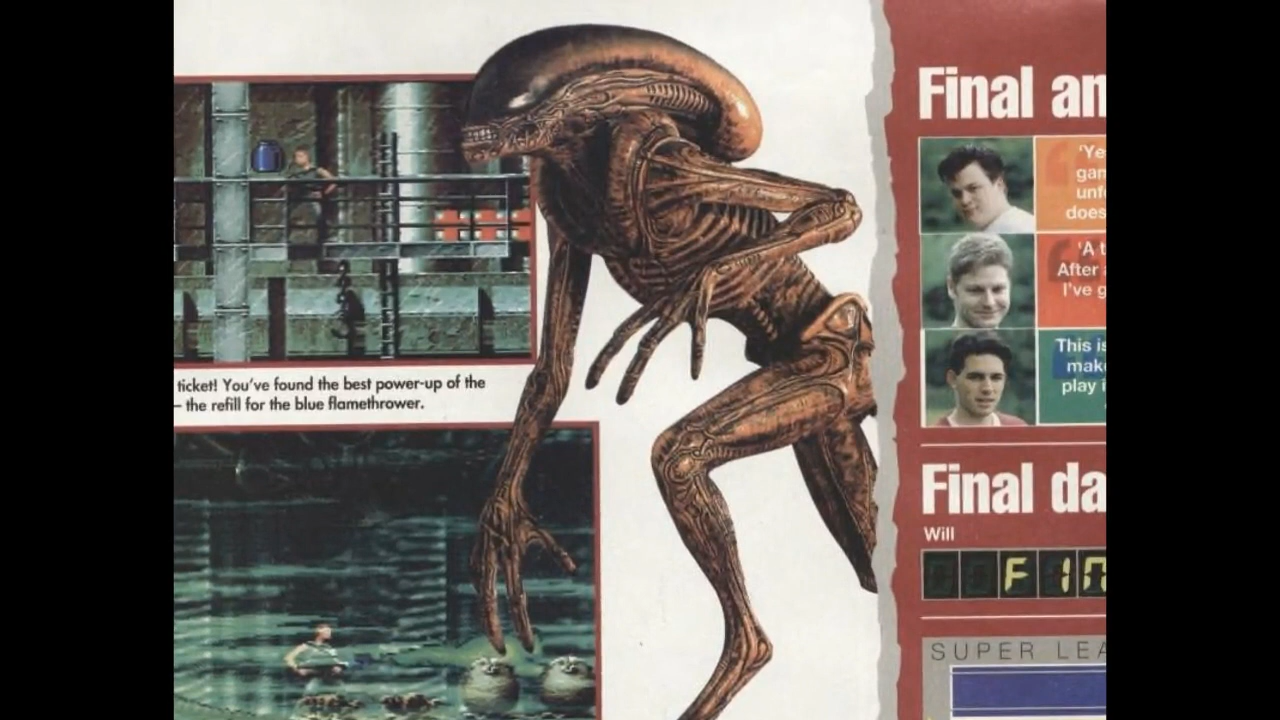 ticket! You've found the best power-up of the
– the refill for the blue flamethrower.
Final an
'Ye
gam
unfo
does
'A t
After
I've g
This is
make
play i
Final da
Will
FIN
SUPER LEA